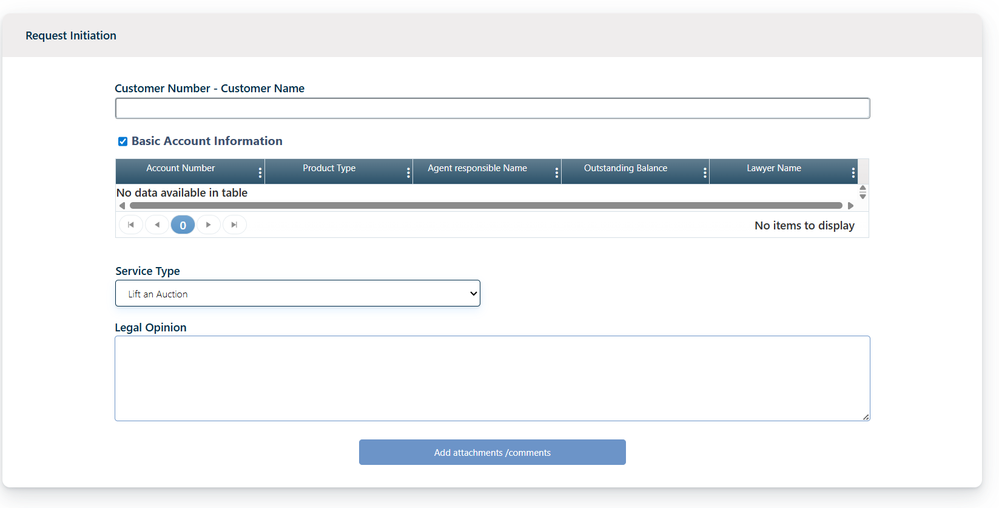 Request Initiation
Customer Number - Customer Name
Basic Account Information
Account Number Product Type Agent responsible Name Outstanding Balance Lawyer Name
No data available in table
0 No items to display
Service Type
Lift an Auction
Legal Opinion
Add attachments /comments